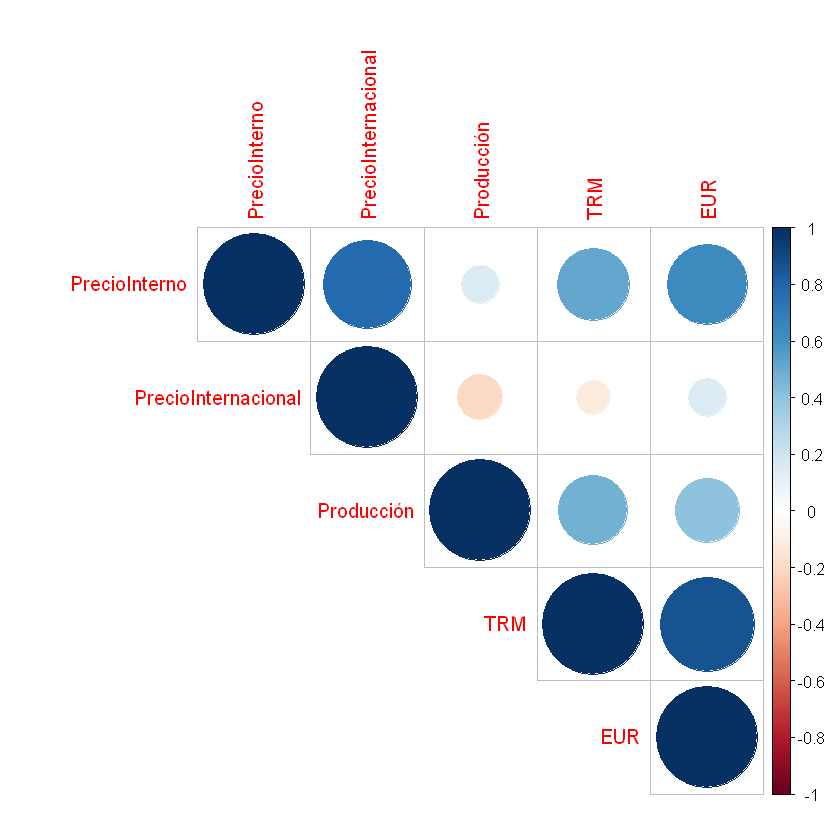 PrecioInterno
PrecioInternacional
Producción
TRM
EUR
PrecioInterno
PrecioInternacional
Producción
TRM
EUR
1
0.8
0.6
0.4
0.2
0
-0.2
-0.4
-0.6
-0.8
-1